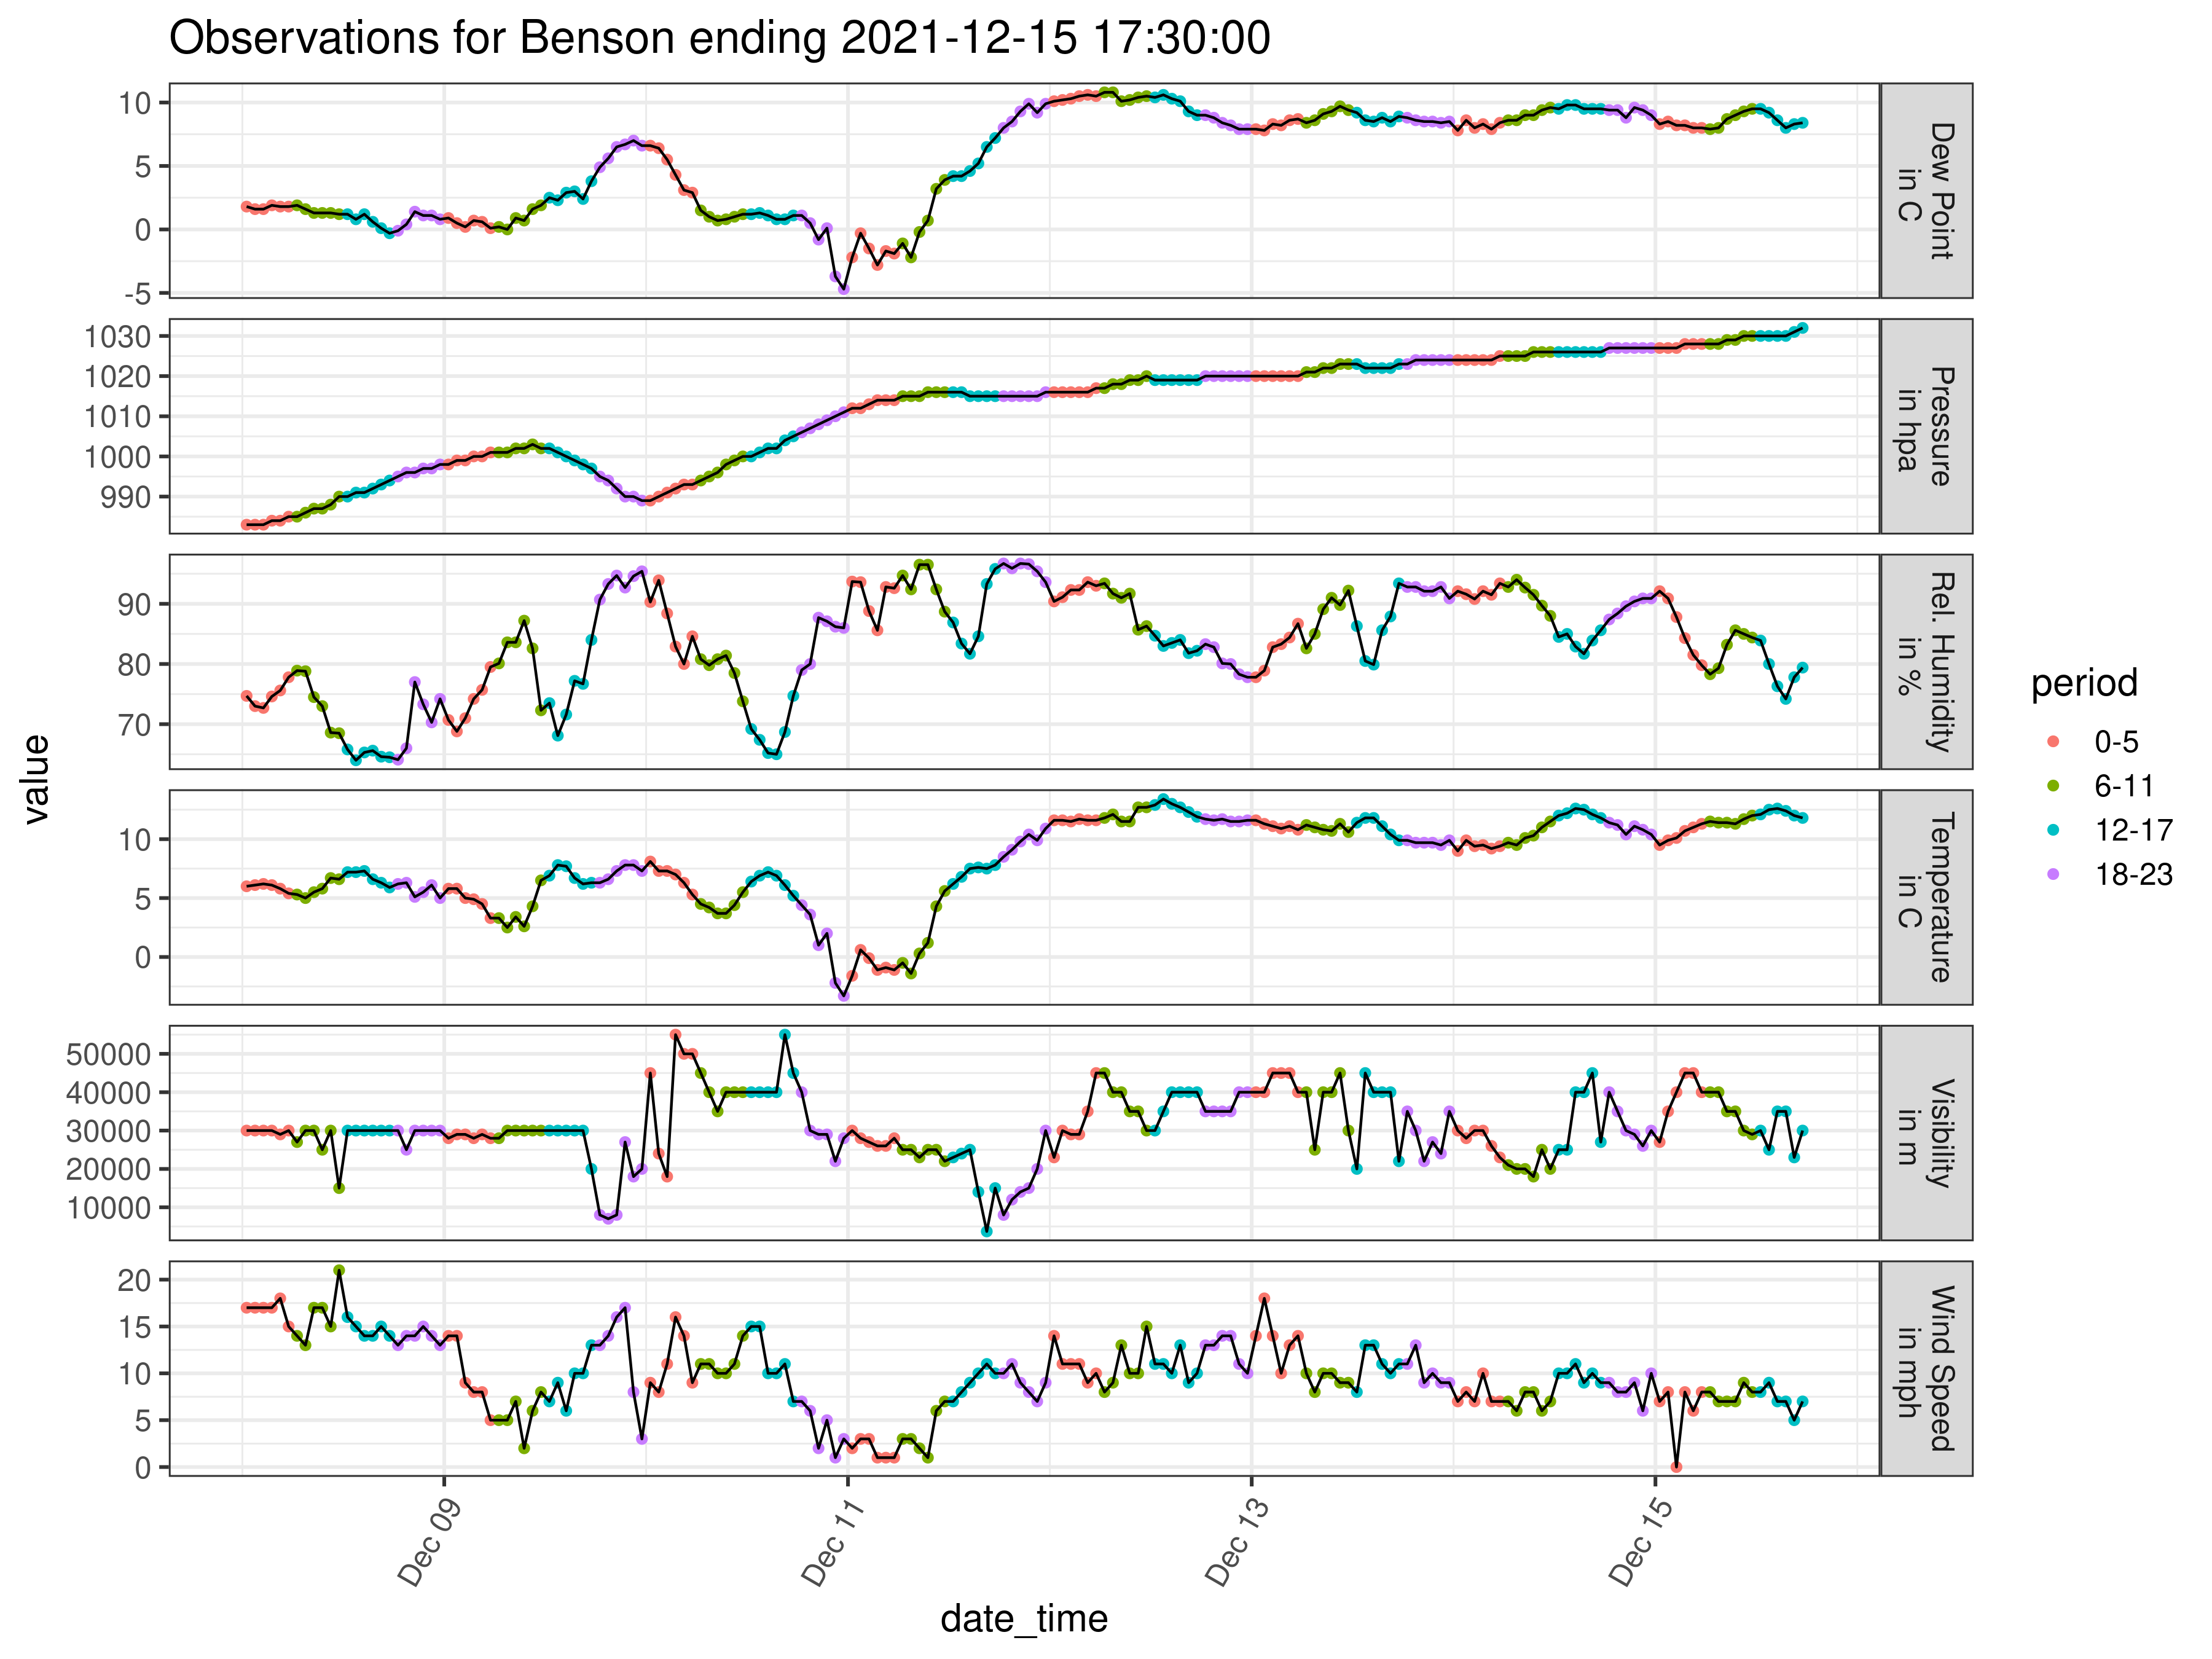 Observations for Benson ending 2021-12-15 17:30:00
value
10
5
0
-5
Dew Point
in C
1030
1020
1010
1000
990
Pressure
in hpa
90
80
70
Rel. Humidity
in %
10
5
0
Temperature
in C
50000
40000
30000
20000
10000
Visibility
in m
20
15
10
5
0
Wind Speed
in mph
Dec 09
Dec 11
Dec 13
Dec 15
date_time
period
0-5
6-11
12-17
18-23